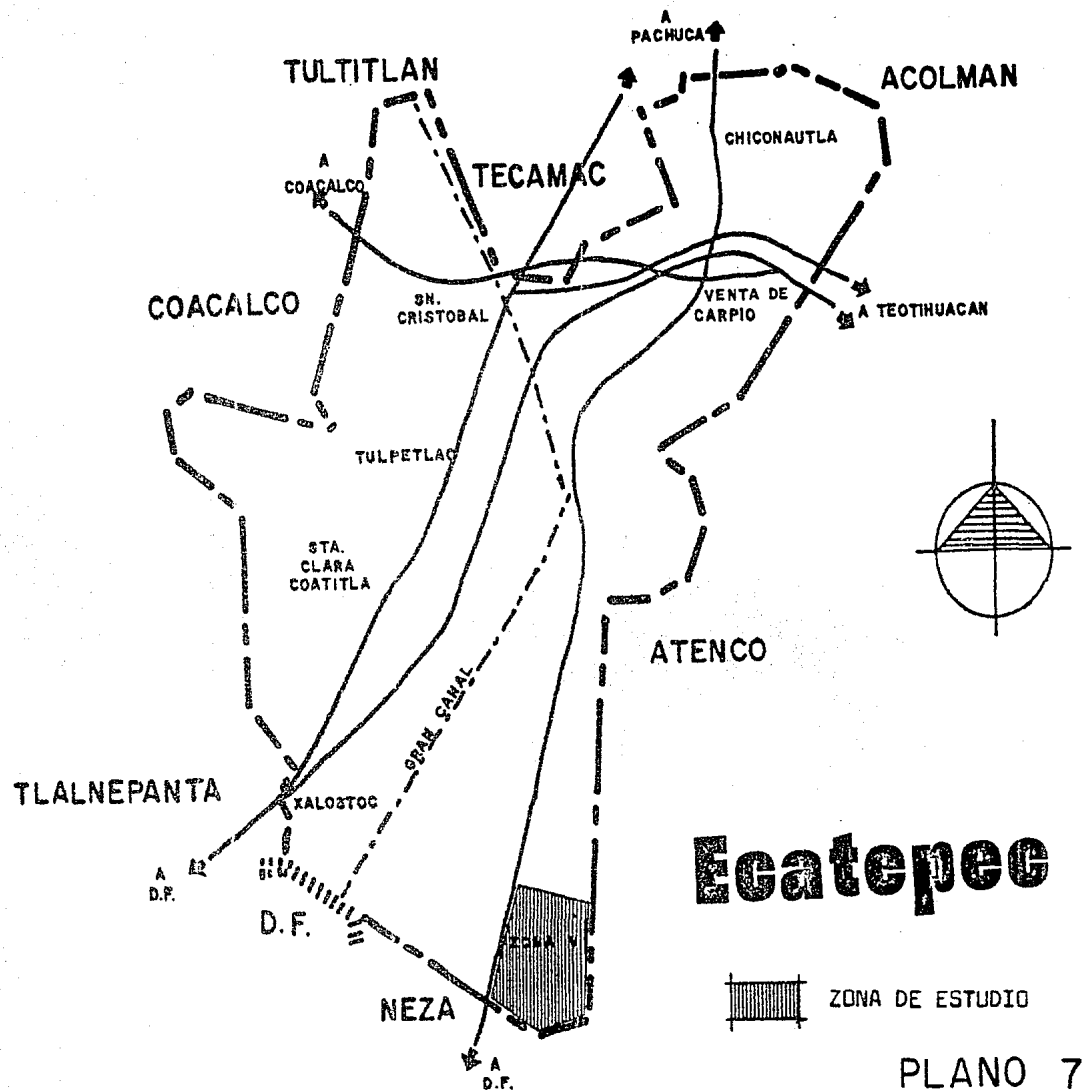 A
PACHUCA
TULTITLAN
ACOLMAN
CHICONAUTLA
A
COACALCO
TECAMAC
COACALCO
SN.
CRISTOBAL
VENTA DE
CARPIO
A TEOTIHUACAN
TULPETLAC
STA.
CLARA
COATITLA
ATENCO
GRAN CANAL
TLALNEPANTA
XALOSTOC
A
D.F.
D.F.
Ecatepec
ZONA V
NEZA
ZONA DE ESTUDIO
A
D.F.
PLANO 7